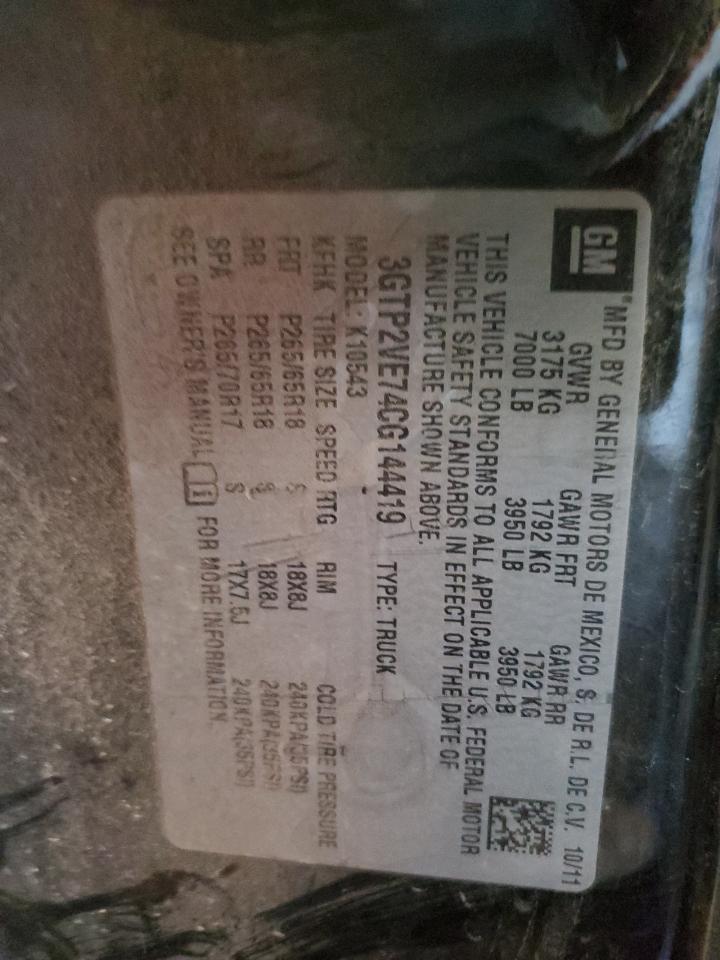 GM
MFD BY GENERAL MOTORS DE MEXICO, S. DE R.L. DE C.V. 10/11
GVWR GAWR FRT GAWR RR
3175 KG 1792 KG 1792 KG
7000 LB 3950 LB 3950 LB
THIS VEHICLE CONFORMS TO ALL APPLICABLE U.S. FEDERAL MOTOR
VEHICLE SAFETY STANDARDS IN EFFECT ON THE DATE OF
MANUFACTURE SHOWN ABOVE.
3GTP2VE74CG144419 TYPE: TRUCK
MODEL: K10543
KFHK TIRE SIZE SPEED RTG RIM COLD TIRE PRESSURE
FRT P265/65R18 S 18X8J 240KPA(35PSI)
RR P265/65R18 S 18X8J 240KPA(35PSI)
SPA P265/70R17 S 17X7.5J 240KPA(35PSI)
SEE OWNER'S MANUAL FOR MORE INFORMATION.